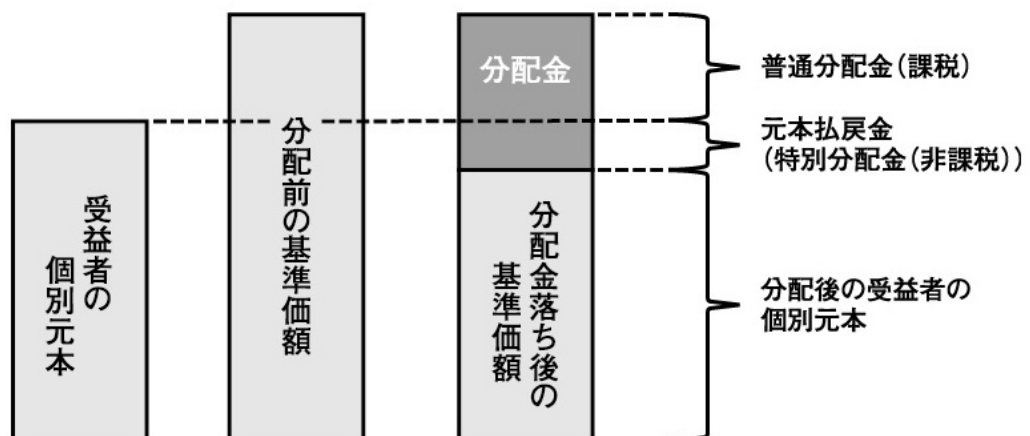 受益者の
個別元本
分配前の基準価額
分配金
分配金落ち後の
基準価額
普通分配金(課税)
元本払戻金
(特別分配金(非課税))
分配後の受益者の
個別元本